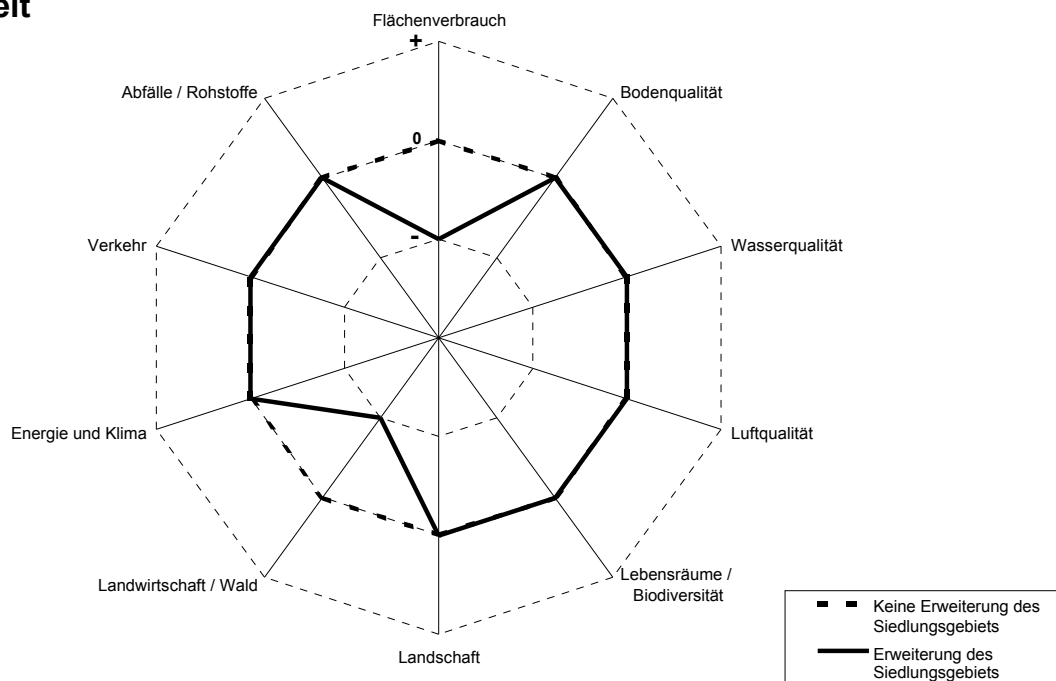 eit
Flächenverbrauch
+
Abfälle / Rohstoffe
Bodenqualität
0
Verkehr
-
Wasserqualität
Energie und Klima
Luftqualität
Landwirtschaft / Wald
Lebensräume /
Biodiversität
Landschaft
Keine Erweiterung des
Siedlungsgebiets
Erweiterung des
Siedlungsgebiets